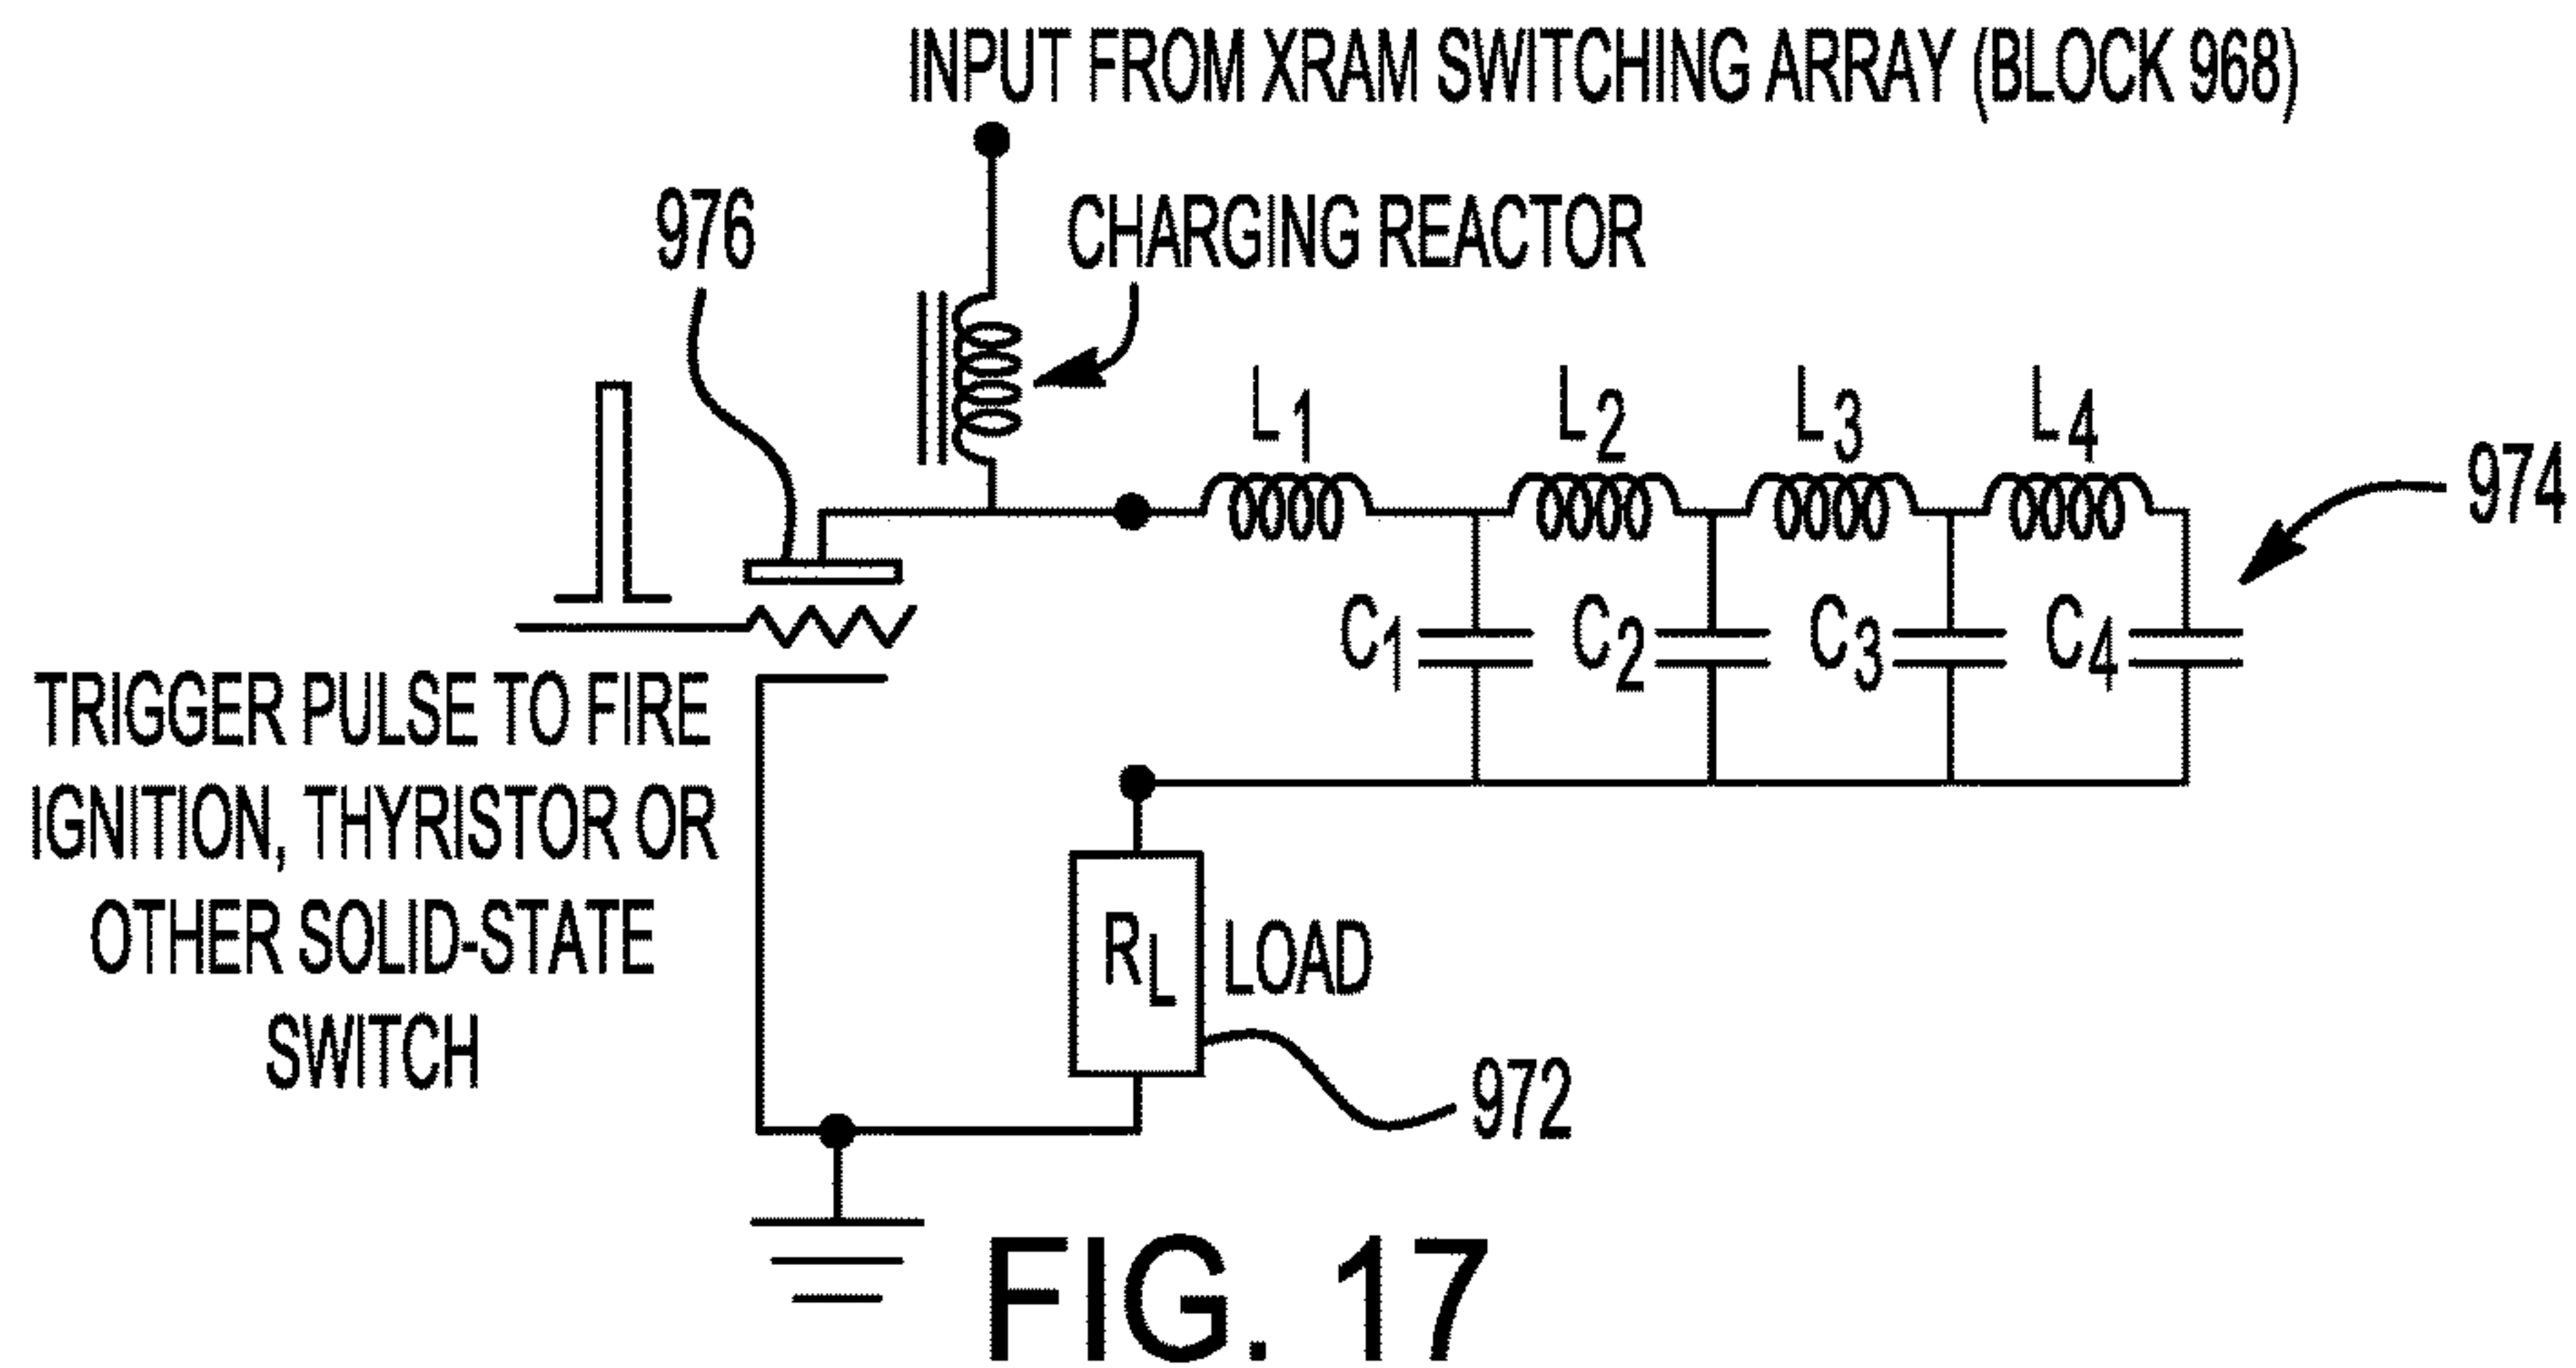 INPUT FROM XRAM SWITCHING ARRAY (BLOCK 968)
976
CHARGING REACTOR
L1
L2
L3
L4
974
C1
C2
C3
C4
TRIGGER PULSE TO FIRE
IGNITION, THYRISTOR OR
OTHER SOLID-STATE
SWITCH
RL
LOAD
972
FIG. 17